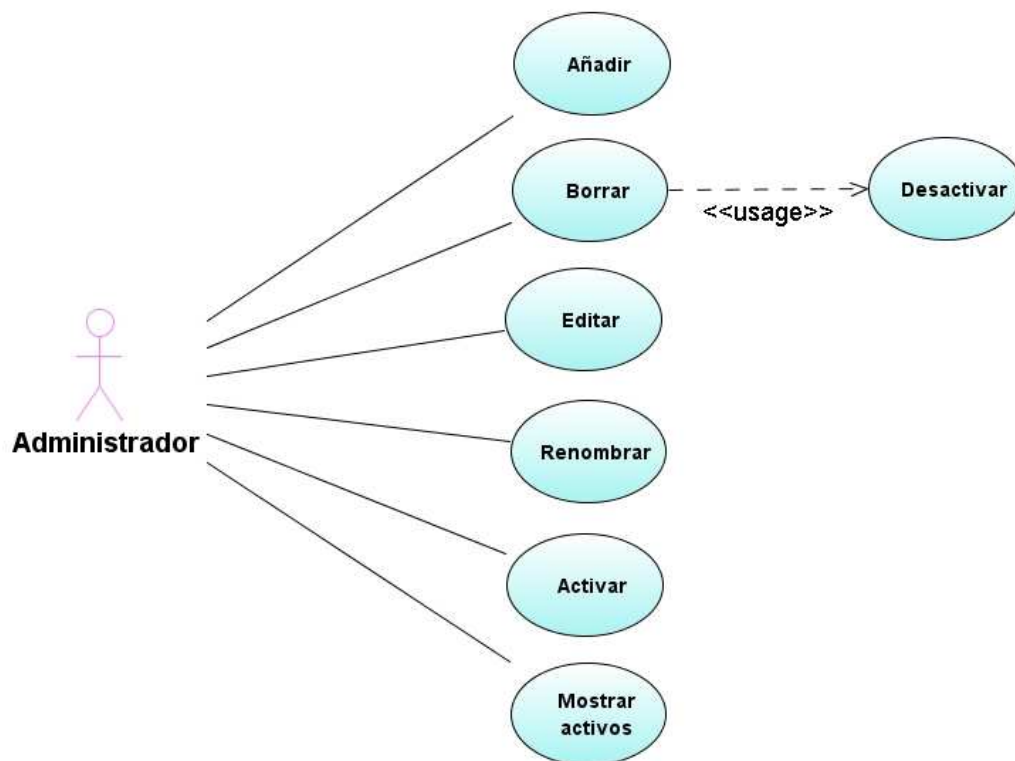 Añadir
Borrar
<<usage>>
Desactivar
Editar
Administrador
Renombrar
Activar
Mostrar
activos